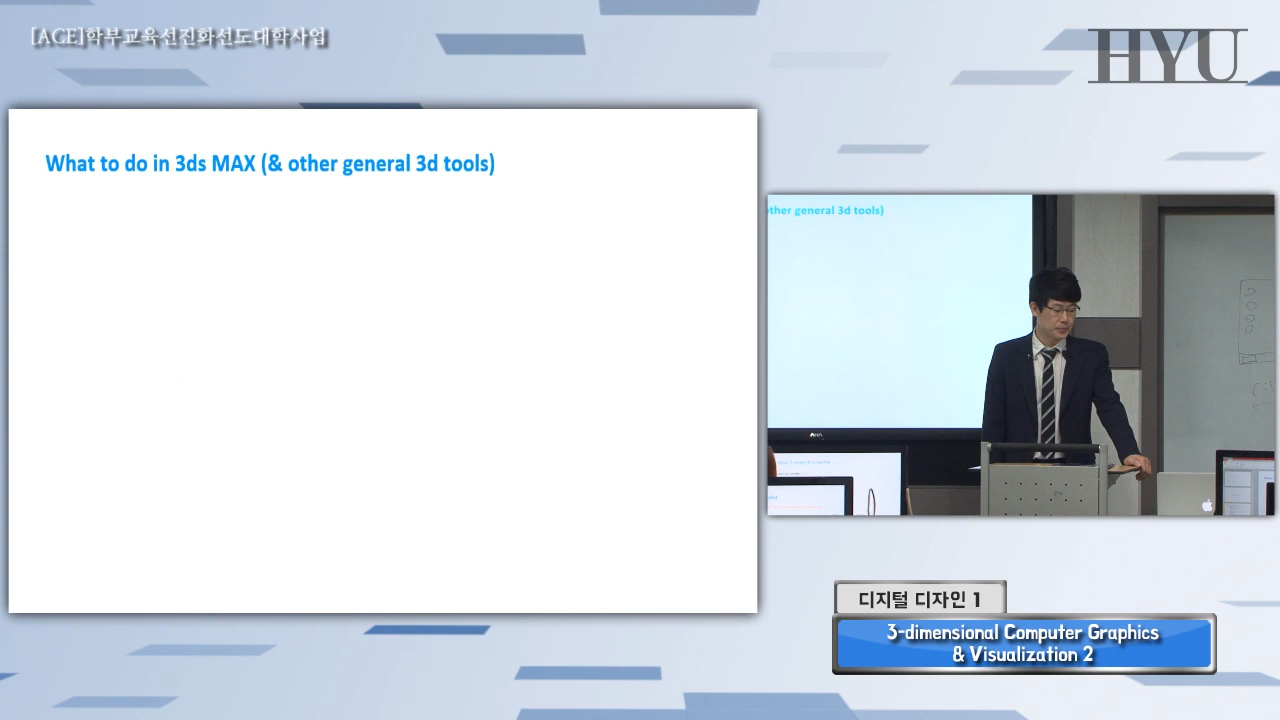 [ACE]학부교육선진화선도대학사업
HYU
What to do in 3ds MAX (& other general 3d tools)
ther general 3d tools)
디지털 디자인 1
3-dimensional Computer Graphics
& Visualization 2